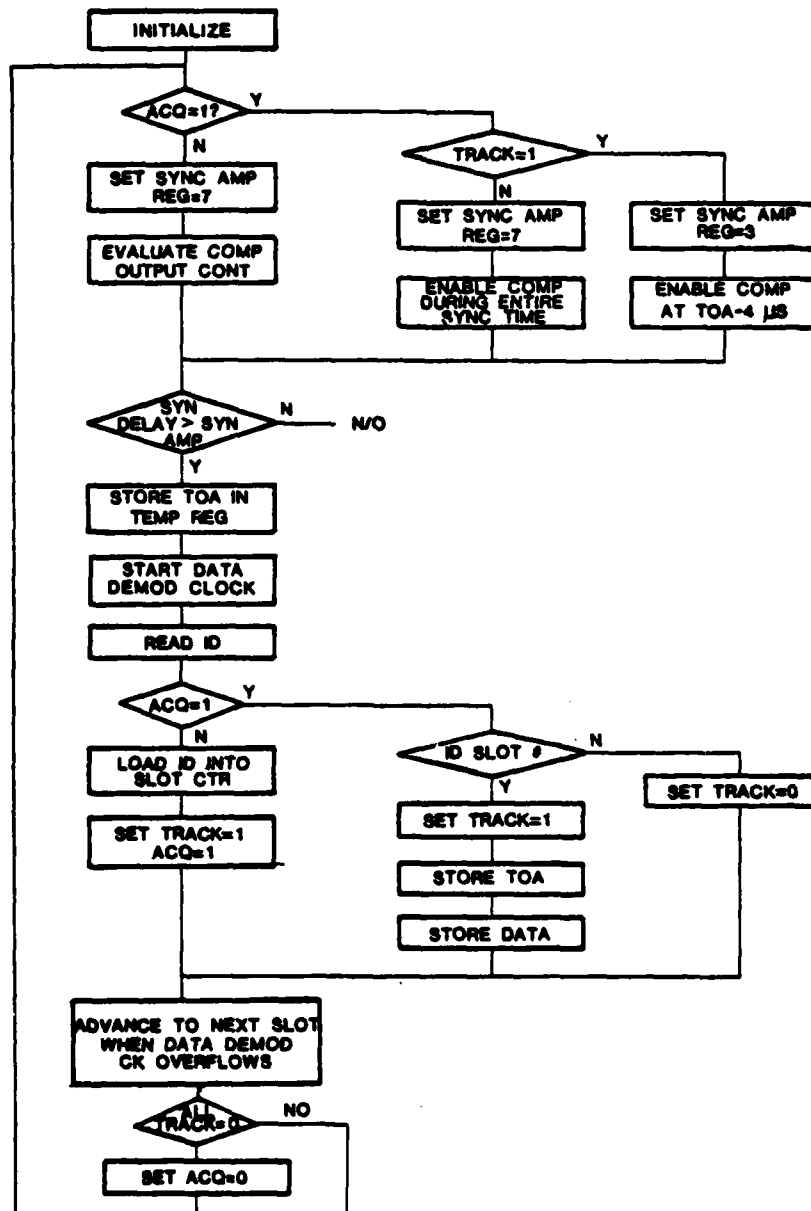 INITIALIZE
ACQ=1?
Y
N
SET SYNC AMP
REG=7
EVALUATE COMP
OUTPUT CONT
TRACK=1
Y
N
SET SYNC AMP
REG=7
ENABLE COMP
DURING ENTIRE
SYNC TIME
SET SYNC AMP
REG=3
ENABLE COMP
AT TOA-4 µS
SYN
DELAY > SYN
AMP
N
N/O
Y
STORE TOA IN
TEMP REG
START DATA
DEMOD CLOCK
READ ID
ACQ=1
Y
N
LOAD ID INTO
SLOT CTR
SET TRACK=1
ACQ=1
ID SLOT #
N
Y
SET TRACK=1
STORE TOA
STORE DATA
SET TRACK=0
ADVANCE TO NEXT SLOT
WHEN DATA DEMOD
CK OVERFLOWS
ALL
TRACK=0
NO
SET ACQ=0